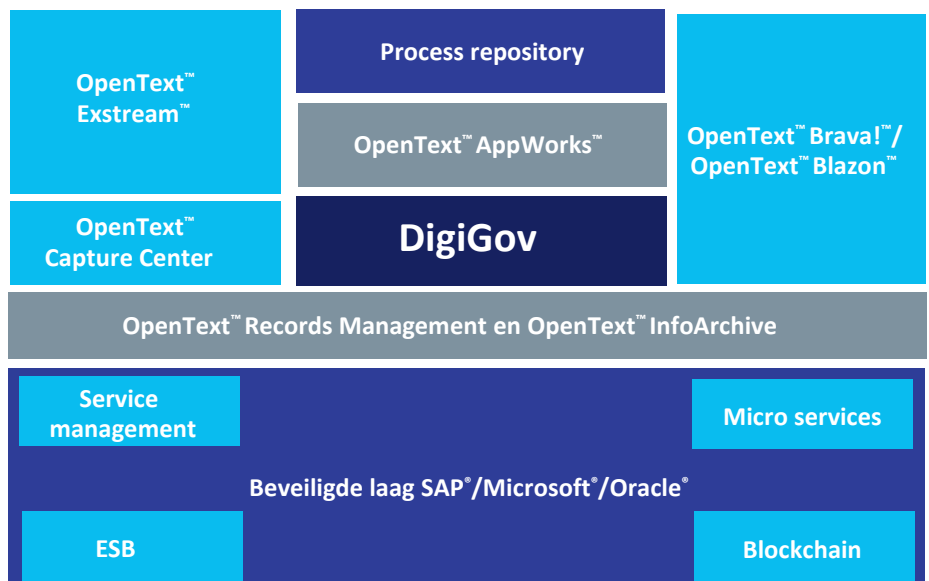 OpenText™
Exstream™
Process repository
OpenText™ AppWorks™
OpenText™ Brava!™/
OpenText™ Blazon™
OpenText™
Capture Center
DigiGov
OpenText™ Records Management en OpenText™ InfoArchive
Service
management
Micro services
Beveiligde laag SAP®/Microsoft®/Oracle®
ESB
Blockchain